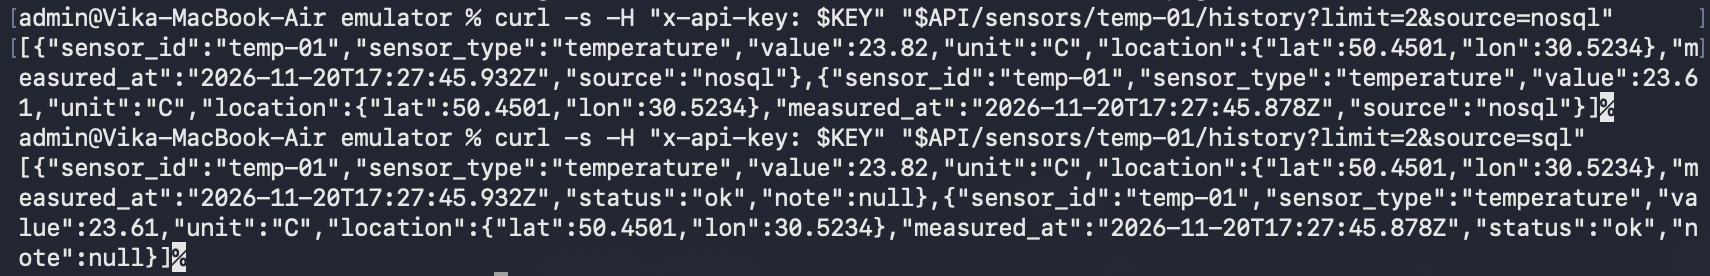 [admin@Vika-MacBook-Air emulator % curl -s -H "x-api-key: $KEY" "$API/sensors/temp-01/history?limit=2&source=nosql" ]
[[{"sensor_id":"temp-01","sensor_type":"temperature","value":23.82,"unit":"C","location":{"lat":50.4501,"lon":30.5234},"m]
easured_at":"2026-11-20T17:27:45.932Z","source":"nosql"},{"sensor_id":"temp-01","sensor_type":"temperature","value":23.6
1,"unit":"C","location":{"lat":50.4501,"lon":30.5234},"measured_at":"2026-11-20T17:27:45.878Z","source":"nosql"}]%
admin@Vika-MacBook-Air emulator % curl -s -H "x-api-key: $KEY" "$API/sensors/temp-01/history?limit=2&source=sql"
[{"sensor_id":"temp-01","sensor_type":"temperature","value":23.82,"unit":"C","location":{"lat":50.4501,"lon":30.5234},"m
easured_at":"2026-11-20T17:27:45.932Z","status":"ok","note":null},{"sensor_id":"temp-01","sensor_type":"temperature","va
lue":23.61,"unit":"C","location":{"lat":50.4501,"lon":30.5234},"measured_at":"2026-11-20T17:27:45.878Z","status":"ok","n
ote":null}]%